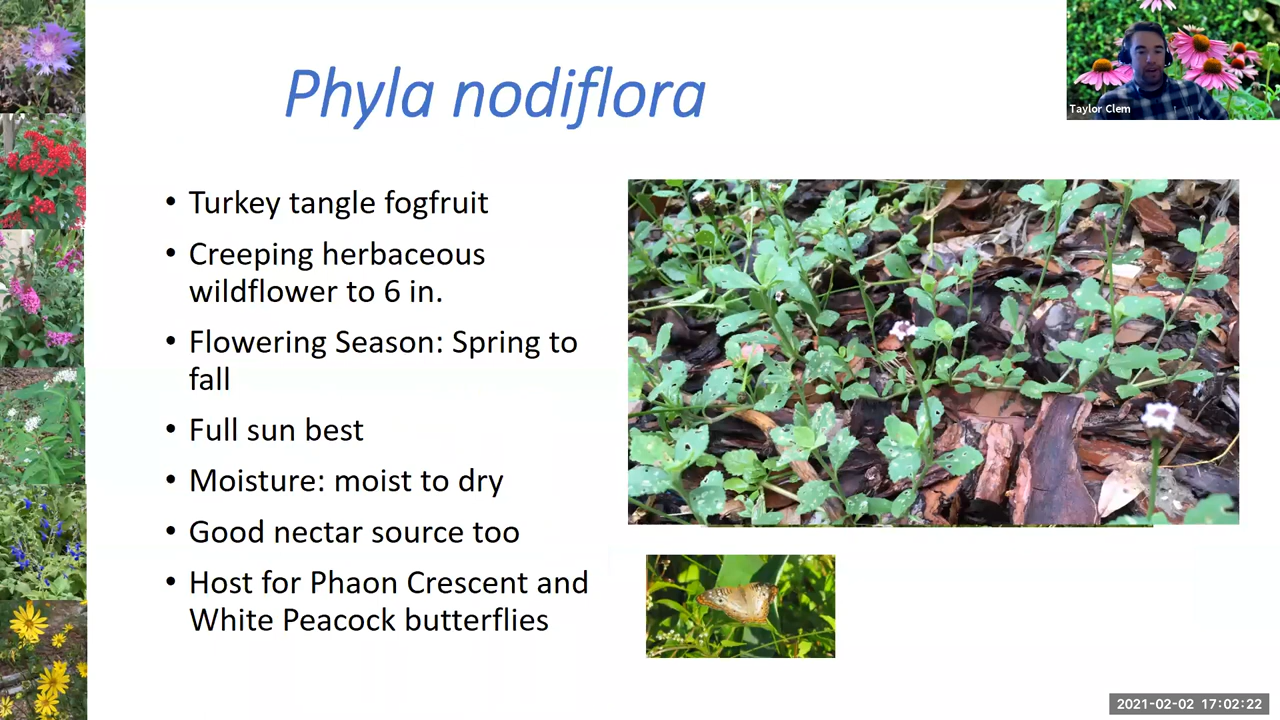 Phyla nodiflora
Taylor Clem
• Turkey tangle fogfruit
• Creeping herbaceous
wildflower to 6 in.
• Flowering Season: Spring to
fall
• Full sun best
• Moisture: moist to dry
• Good nectar source too
• Host for Phaon Crescent and
White Peacock butterflies
2021-02-02 17:02:22